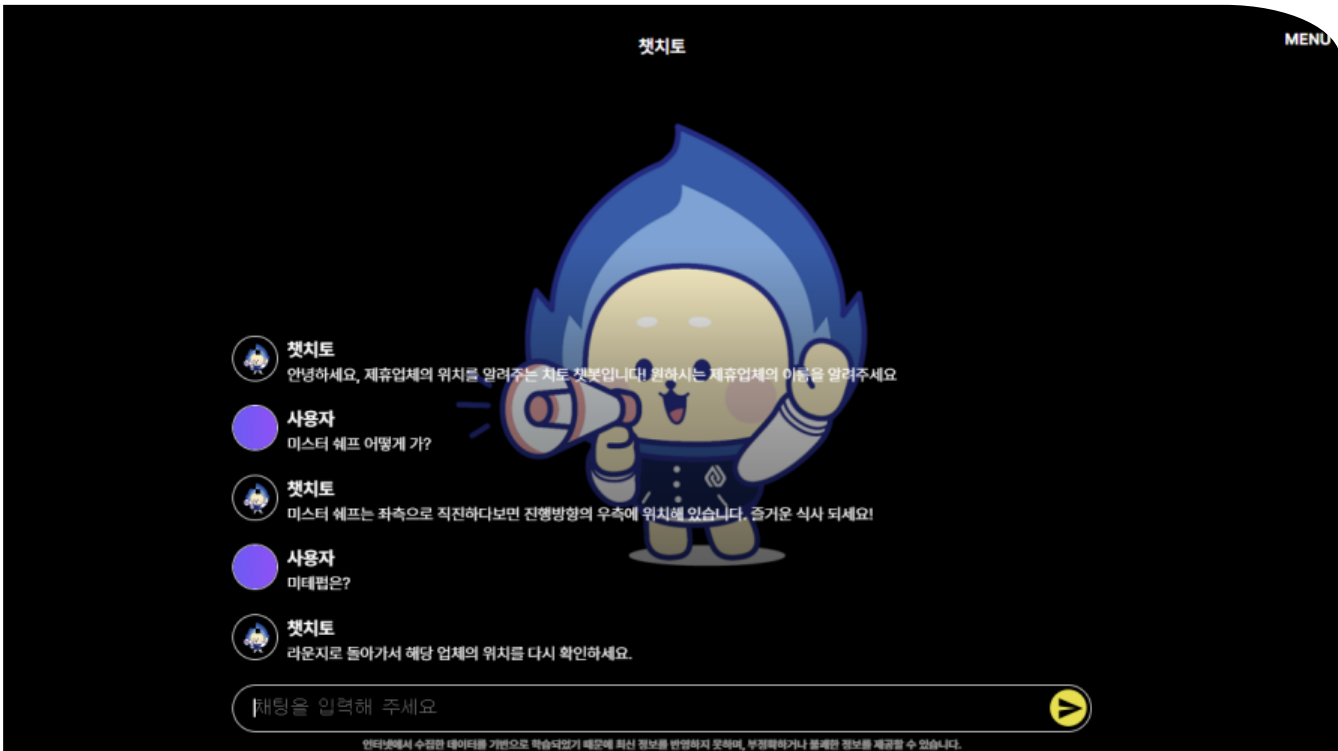 챗치토
MENU
챗치토
안녕하세요, 제휴업체의 위치를 알려주는 치토 챗봇입니다! 원하시는 제휴업체의 이름을 알려주세요
사용자
미스터 쉐프 어떻게 가?
챗치토
미스터 쉐프는 좌측으로 직진하다보면 진행방향의 우측에 위치해 있습니다. 즐거운 식사 되세요!
사용자
미테펍은?
챗치토
라운지로 돌아가서 해당 업체의 위치를 다시 확인하세요.
채팅을 입력해 주세요
인터넷에서 수집한 데이터를 기반으로 학습되었기 때문에 최신 정보를 반영하지 못하며, 부정확하거나 불쾌한 정보를 제공할 수 있습니다.